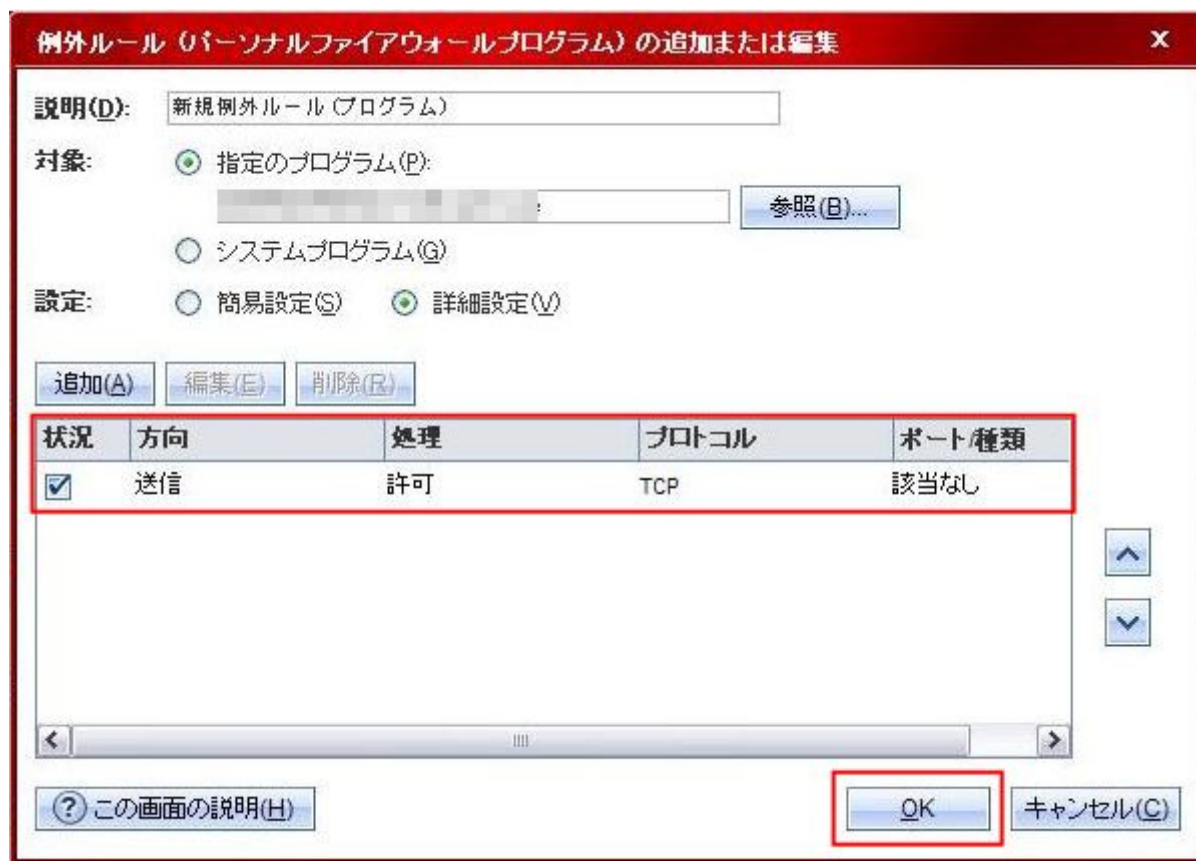 例外ルール（パーソナルファイアウォールプログラム）の追加または編集
説明(D): 新規例外ルール（プログラム）
対象: 指定のプログラム(P):
参照(B)...
システムプログラム(G)
設定: 簡易設定(S) 詳細設定(V)
追加(A) 編集(E) 削除(R)
状況 方向 処理 プロトコル ポート/種類
送信 許可 TCP 該当なし
?この画面の説明(H) OK キャンセル(C)